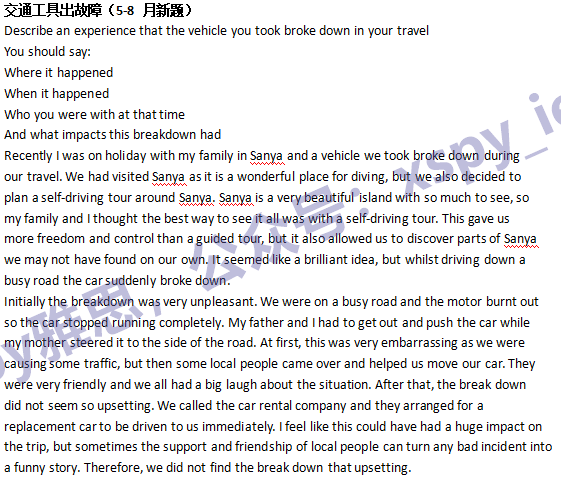 交通工具出故障（5-8 月新题）
Describe an experience that the vehicle you took broke down in your travel
You should say:
Where it happened
When it happened
Who you were with at that time
And what impacts this breakdown had
Recently I was on holiday with my family in Sanya and a vehicle we took broke down during
our travel. We had visited Sanya as it is a wonderful place for diving, but we also decided to
plan a self-driving tour around Sanya. Sanya is a very beautiful island with so much to see, so
my family and I thought the best way to see it all was with a self-driving tour. This gave us
more freedom and control than a guided tour, but it also allowed us to discover parts of Sanya
we may not have found on our own. It seemed like a brilliant idea, but whilst driving down a
busy road the car suddenly broke down.
Initially the breakdown was very unpleasant. We were on a busy road and the motor burnt out
so the car stopped running completely. My father and I had to get out and push the car while
my mother steered it to the side of the road. At first, this was very embarrassing as we were
causing some traffic, but then some local people came over and helped us move our car. They
were very friendly and we all had a big laugh about the situation. After that, the break down
did not seem so upsetting. We called the car rental company and they arranged for a
replacement car to be driven to us immediately. I feel like this could have had a huge impact on
the trip, but sometimes the support and friendship of local people can turn any bad incident into
a funny story. Therefore, we did not find the break down that upsetting.
py雅思，公众号：xspy_ie